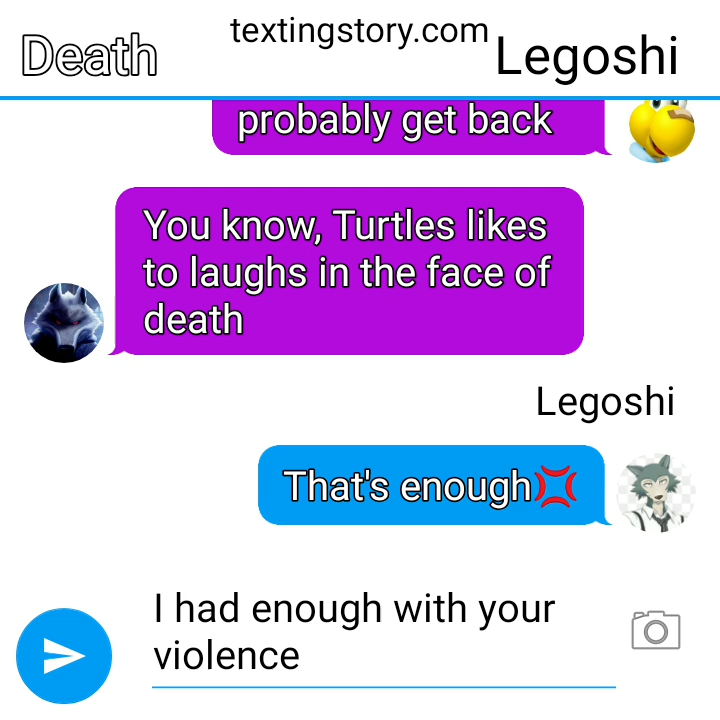 textingstory.com
Death
Legoshi
probably get back
You know, Turtles likes
to laughs in the face of
death
Legoshi
That's enough💢
I had enough with your
violence